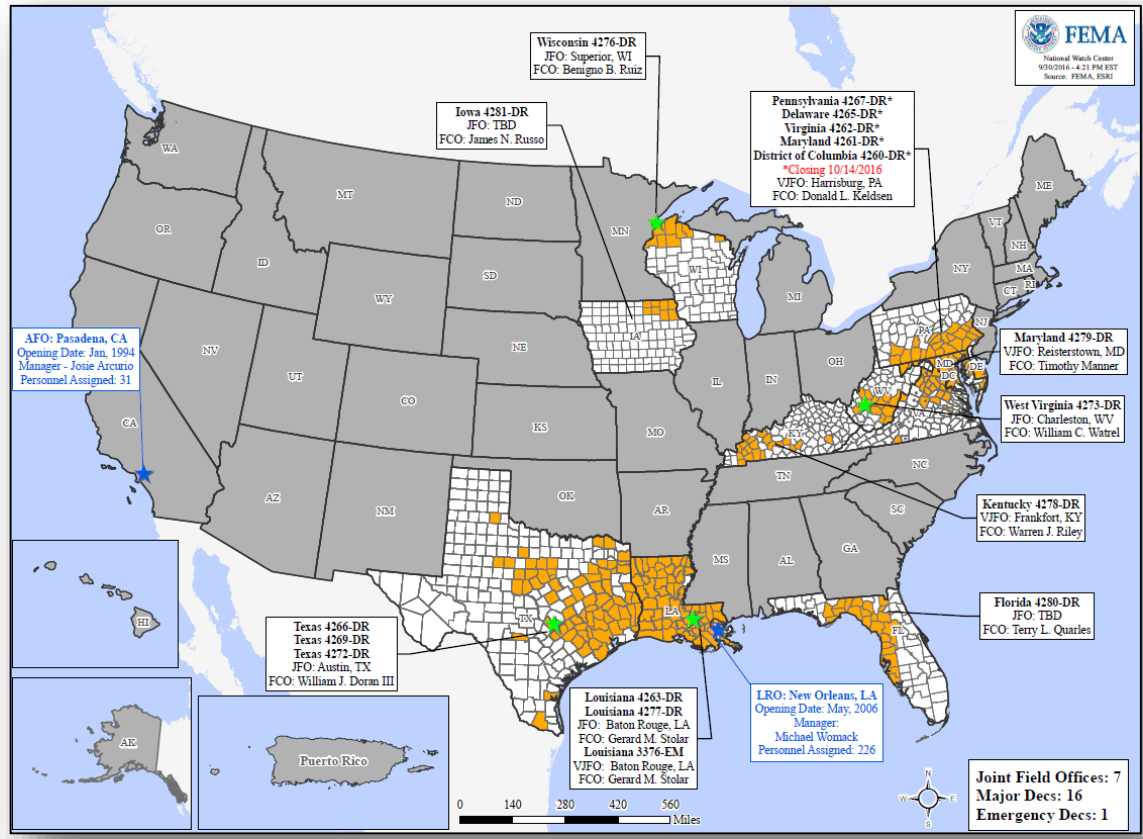 FEMA
National Watch Center
9/30/2016 - 4:21 PM EST
Source: FEMA, ESRI
Wisconsin 4276-DR
JFO: Superior, WI
FCO: Benigno B. Ruiz
Iowa 4281-DR
JFO: TBD
FCO: James N. Russo
Pennsylvania 4267-DR*
Delaware 4265-DR*
Virginia 4262-DR*
Maryland 4261-DR*
District of Columbia 4260-DR*
*Closing 10/14/2016
VJFO: Harrisburg, PA
FCO: Donald L. Keldsen
WA
MT
ND
MN
ME
VT
NH
OR
ID
SD
WI
NY
MA
CT
RI
WY
MI
IA
PA
NJ
AFO: Pasadena, CA
Opening Date: Jan, 1994
Manager - Josie Arcurio
Personnel Assigned: 31
NV
NE
OH
MD
DC
DE
Maryland 4279-DR
VJFO: Reisterstown, MD
FCO: Timothy Manner
UT
CO
IL
IN
WV
VA
West Virginia 4273-DR
JFO: Charleston, WV
FCO: William C. Watrel
CA
KS
MO
KY
NC
TN
AZ
NM
OK
AR
SC
Kentucky 4278-DR
VJFO: Frankfort, KY
FCO: Warren J. Riley
MS
AL
GA
HI
TX
LA
FL
Florida 4280-DR
JFO: TBD
FCO: Terry L. Quarles
Texas 4266-DR
Texas 4269-DR
Texas 4272-DR
JFO: Austin, TX
FCO: William J. Doran III
Louisiana 4263-DR
Louisiana 4277-DR
JFO: Baton Rouge, LA
FCO: Gerard M. Stolar
Louisiana 3376-EM
VJFO: Baton Rouge, LA
FCO: Gerard M. Stolar
LRO: New Orleans, LA
Opening Date: May, 2006
Manager:
Michael Womack
Personnel Assigned: 226
AK
Puerto Rico
0 140 280 420 560
Miles
N
W E
S
Joint Field Offices: 7
Major Decs: 16
Emergency Decs: 1